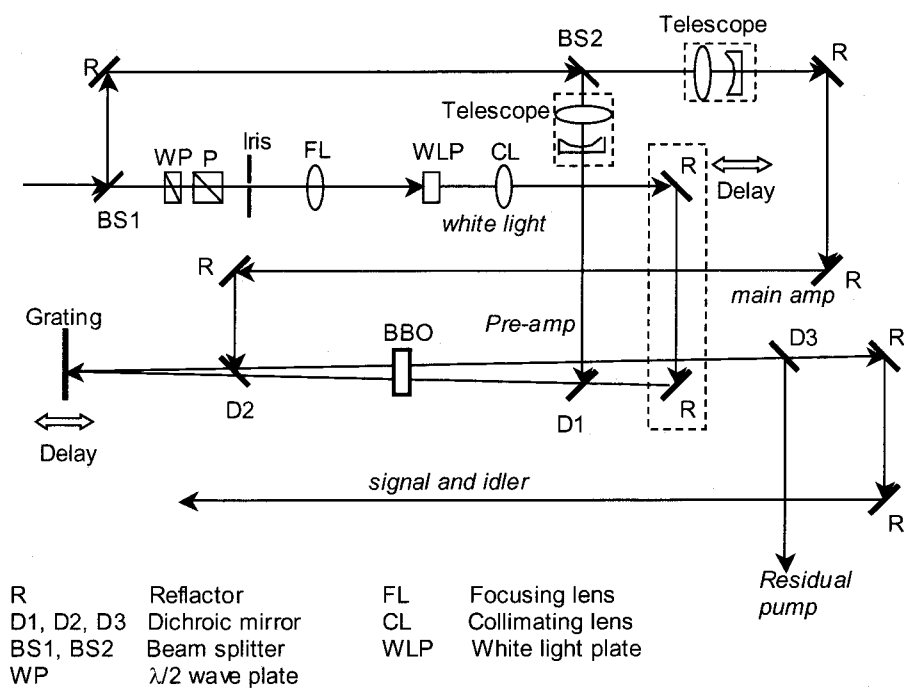 R
BS2
Telescope
R
Telescope
WP P Iris FL WLP CL
R
Delay
BS1
white light
R
main amp
R
Grating
BBO
Pre-amp
D3
R
D2
D1
R
Delay
signal and idler
R
Residual
pump
R Reflactor
D1, D2, D3 Dichroic mirror
BS1, BS2 Beam splitter
WP λ/2 wave plate
FL Focusing lens
CL Collimating lens
WLP White light plate